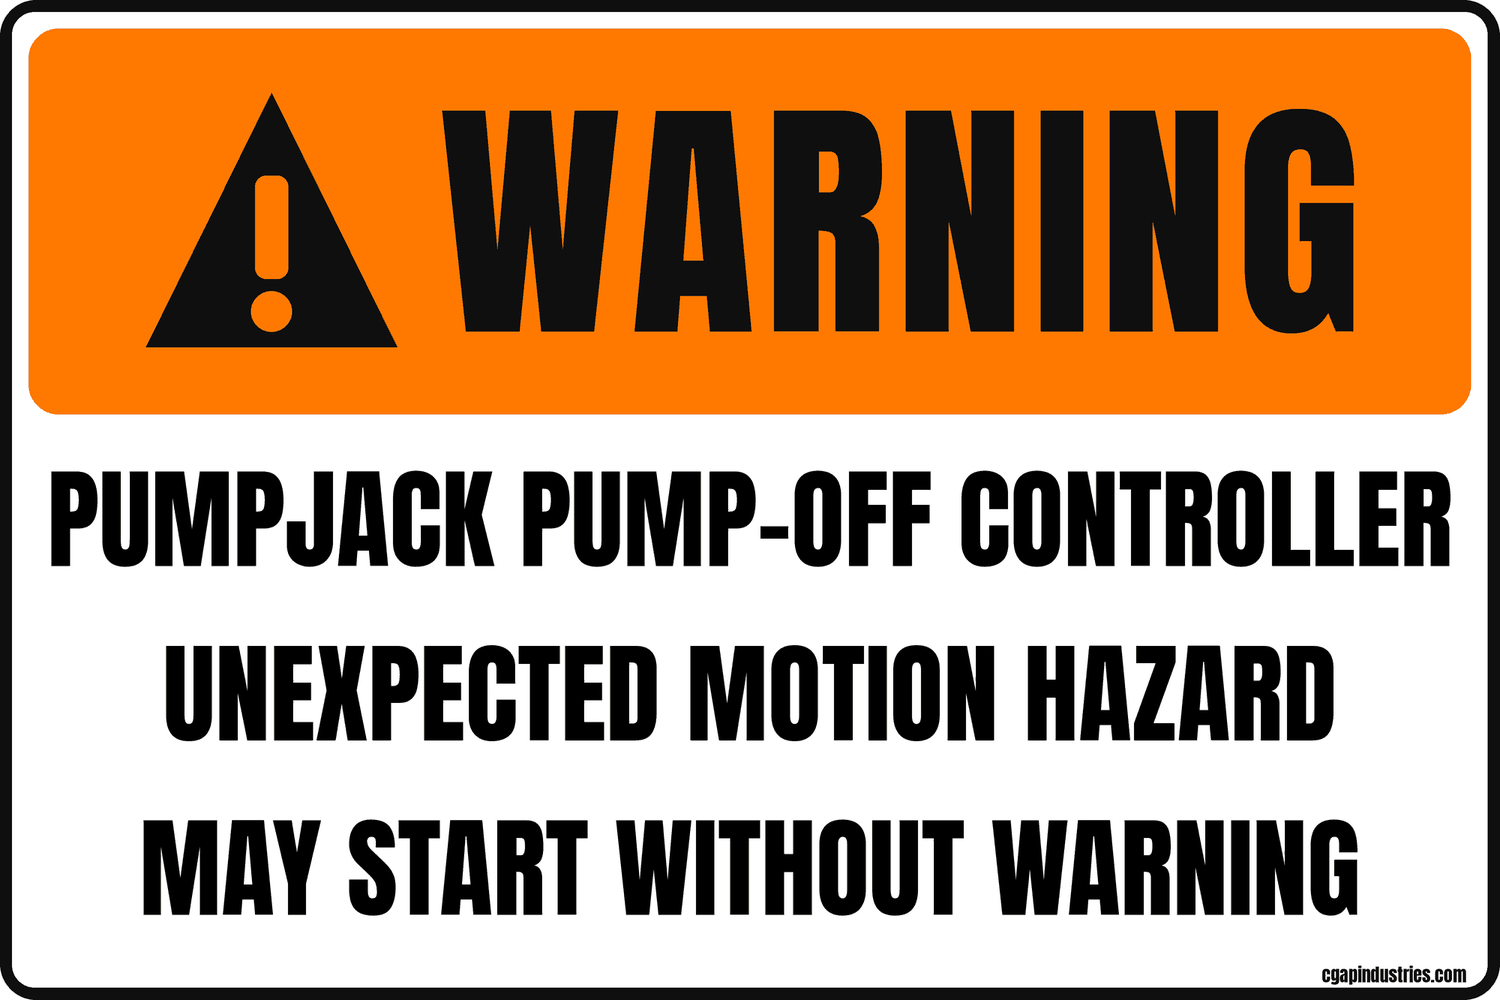 WARNING
PUMPJACK PUMP-OFF CONTROLLER
UNEXPECTED MOTION HAZARD
MAY START WITHOUT WARNING
cgapindustries.com